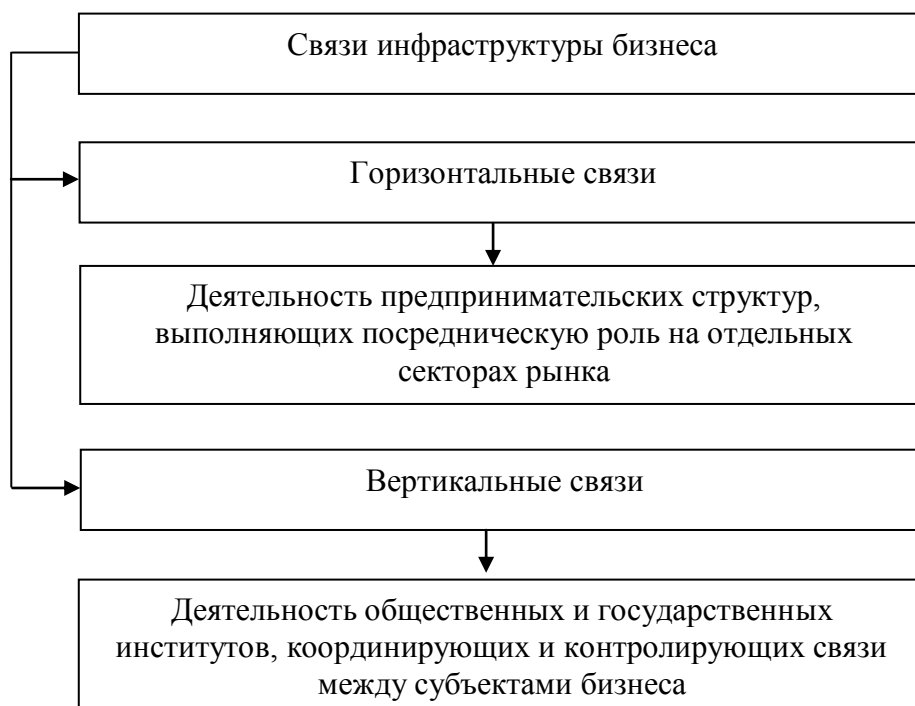 Связи инфраструктуры бизнеса
Горизонтальные связи
Деятельность предпринимательских структур,
выполняющих посредническую роль на отдельных
секторах рынка
Вертикальные связи
Деятельность общественных и государственных
институтов, координирующих и контролирующих связи
между субъектами бизнеса